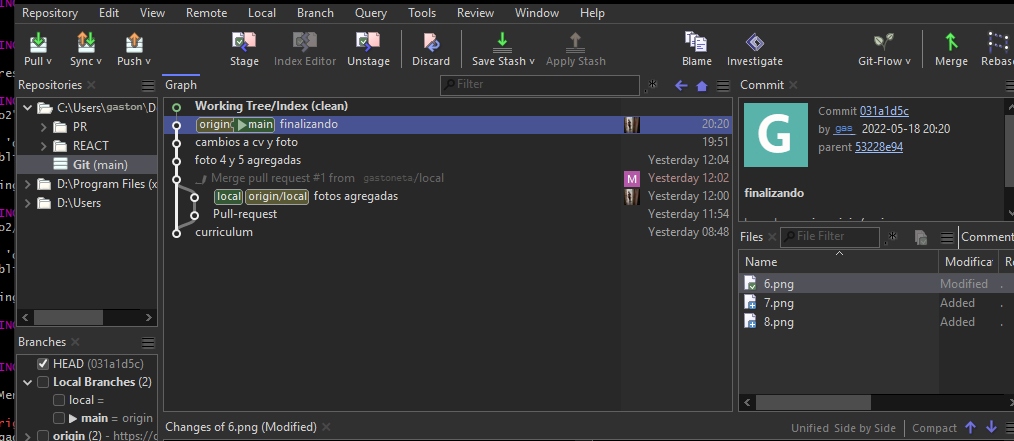 Repository Edit View Remote Local Branch Query Tools Review Window Help
Pull Sync Push Stage Index Editor Unstage Discard Save Stash Apply Stash Blame Investigate Git-Flow Merge Rebas
Repositories
C:\Users\gaston\D
PR
REACT
Git (main)
D:\Program Files (x
D:\Users
Branches
HEAD (031a1d5c)
Local Branches (2)
local =
main = origin
origin (2) - https://
Graph
Filter
Working Tree/Index (clean)
origin main finalizando 20:20
cambios a cv y foto 19:51
foto 4 y 5 agregadas Yesterday 12:04
Merge pull request #1 from gastoneta/local M Yesterday 12:02
local origin/local fotos agregadas Yesterday 12:00
Pull-request Yesterday 11:54
curriculum Yesterday 08:48
Commit
G
Commit 031a1d5c
by gas 2022-05-18 20:20
parent 53228e94
finalizando
Files File Filter Comment
Name Modificat Re
6.png Modified .
7.png Added .
8.png Added .
Changes of 6.png (Modified) Unified Side by Side Compact